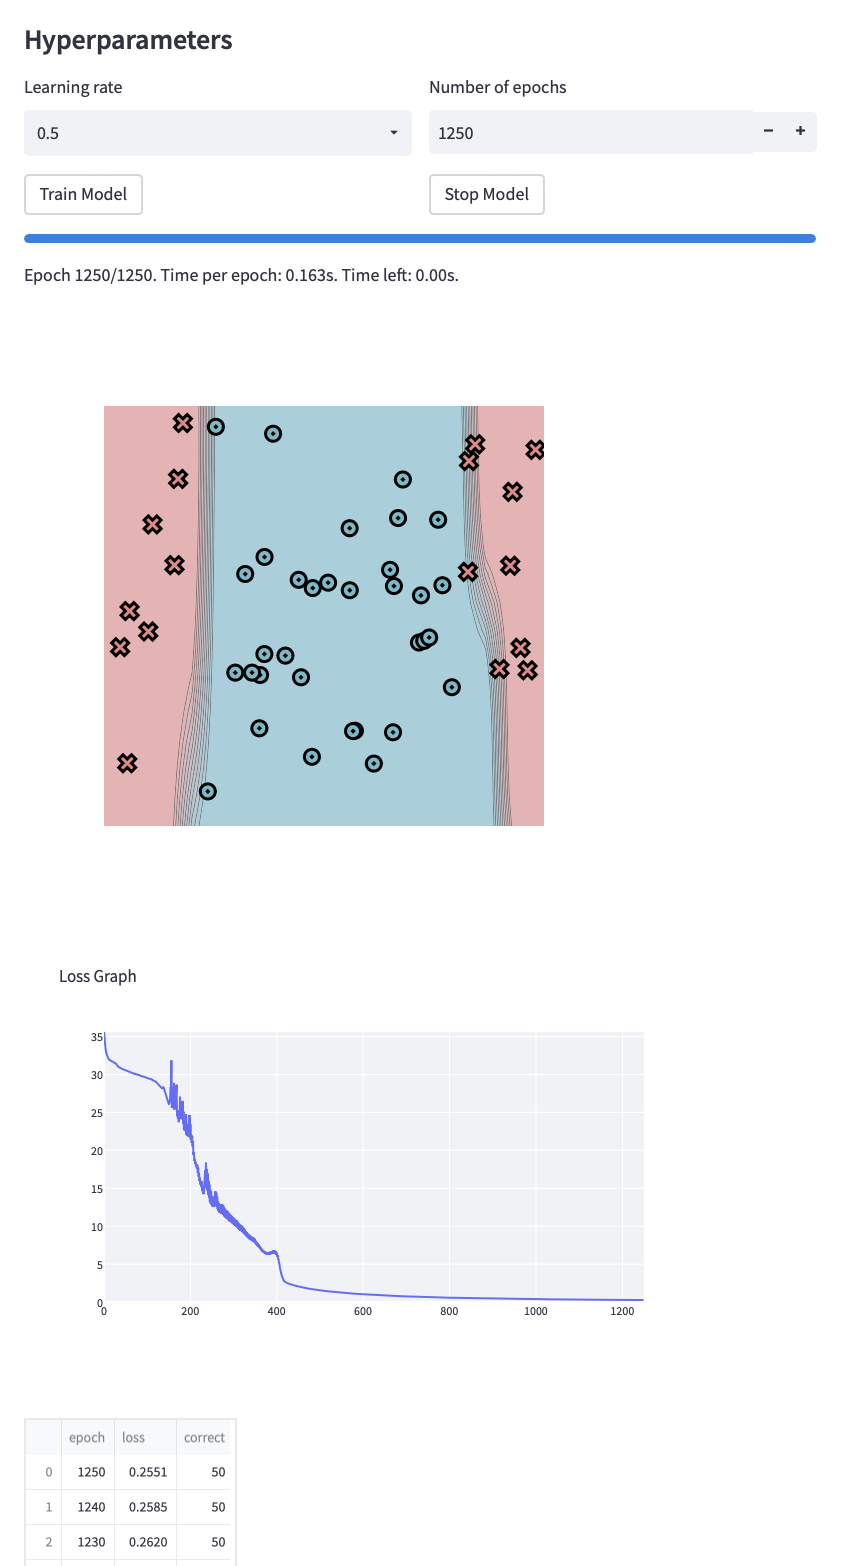 Hyperparameters
Learning rate
Number of epochs
0.5
1250
−
+
Train Model
Stop Model
Epoch 1250/1250. Time per epoch: 0.163s. Time left: 0.00s.
Loss Graph
35
30
25
20
15
10
5
0
0 200 400 600 800 1000 1200
epoch loss correct
0 1250 0.2551 50
1 1240 0.2585 50
2 1230 0.2620 50